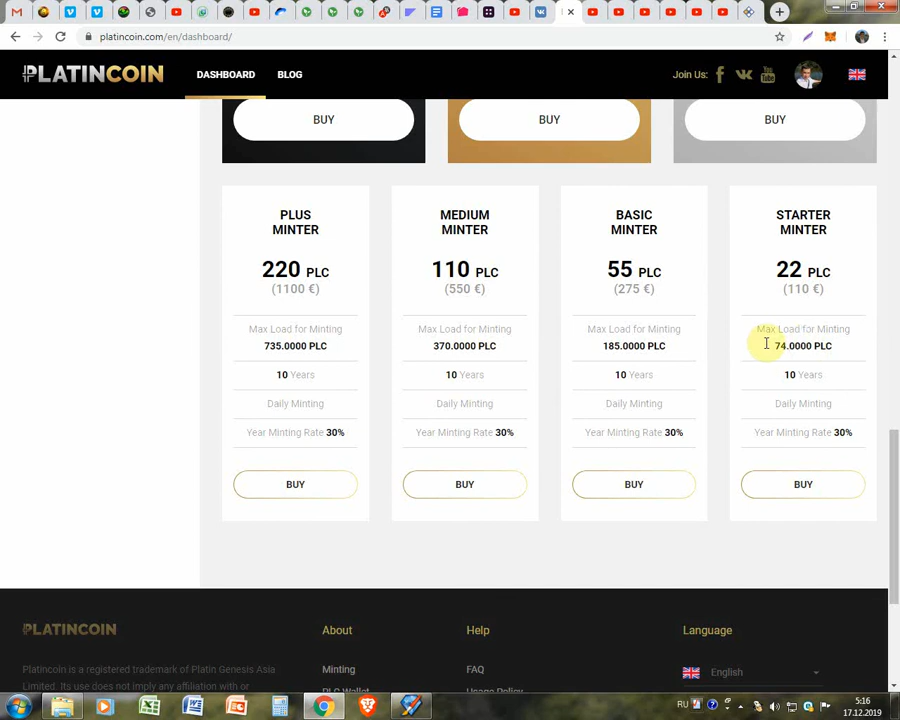 platincoin.com/en/dashboard/
PLATINCOIN
DASHBOARD
BLOG
Join Us:
You
Tube
BUY
BUY
BUY
PLUS
MINTER
220 PLC
(1100 €)
Max Load for Minting
735.0000 PLC
10 Years
Daily Minting
Year Minting Rate 30%
BUY
MEDIUM
MINTER
110 PLC
(550 €)
Max Load for Minting
370.0000 PLC
10 Years
Daily Minting
Year Minting Rate 30%
BUY
BASIC
MINTER
55 PLC
(275 €)
Max Load for Minting
185.0000 PLC
10 Years
Daily Minting
Year Minting Rate 30%
BUY
STARTER
MINTER
22 PLC
(110 €)
Max Load for Minting
74.0000 PLC
10 Years
Daily Minting
Year Minting Rate 30%
BUY
PLATINCOIN
Platincoin is a registered trademark of Platin Genesis Asia
Limited. Its use does not imply any affiliation with or
About
Minting
PLC Wallet
Help
FAQ
Usage Policy
Language
English
RU
5:16
17.12.2019